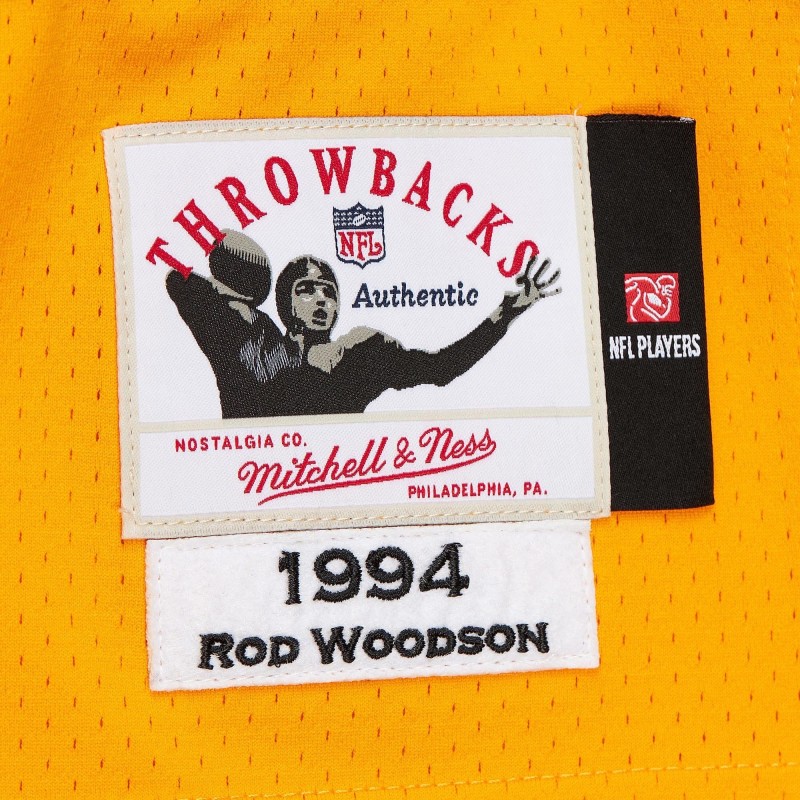 THROWBACKS
NFL
Authentic
NFL PLAYERS
NOSTALGIA CO.
Mitchell & Ness
PHILADELPHIA, PA.
1994
ROD WOODSON